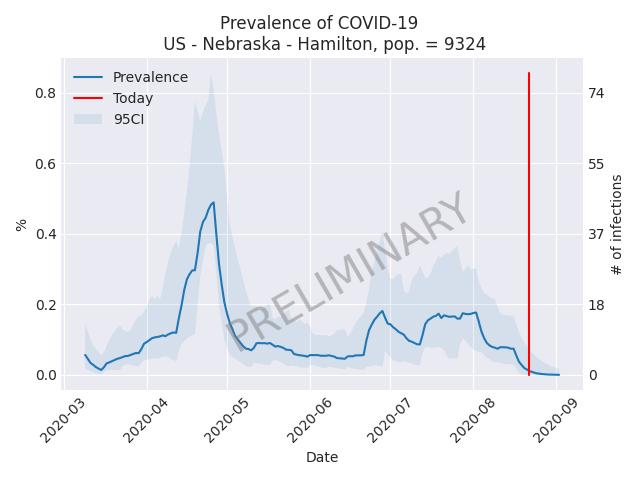 Prevalence of COVID-19
US - Nebraska - Hamilton, pop. = 9324
Prevalence
Today
95CI
PRELIMINARY
%
0.8
0.6
0.4
0.2
0.0
74
55
37
18
0
# of infections
2020-03
2020-04
2020-05
2020-06
2020-07
2020-08
2020-09
Date